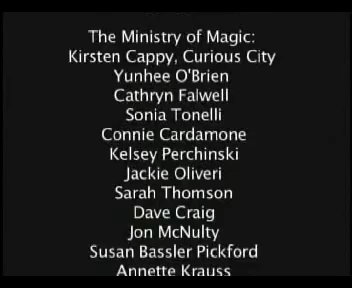 The Ministry of Magic:
Kirsten Cappy, Curious City
Yunhee O'Brien
Cathryn Falwell
Sonia Tonelli
Connie Cardamone
Kelsey Perchinski
Jackie Oliveri
Sarah Thomson
Dave Craig
Jon McNulty
Susan Bassler Pickford
Annette Krauss